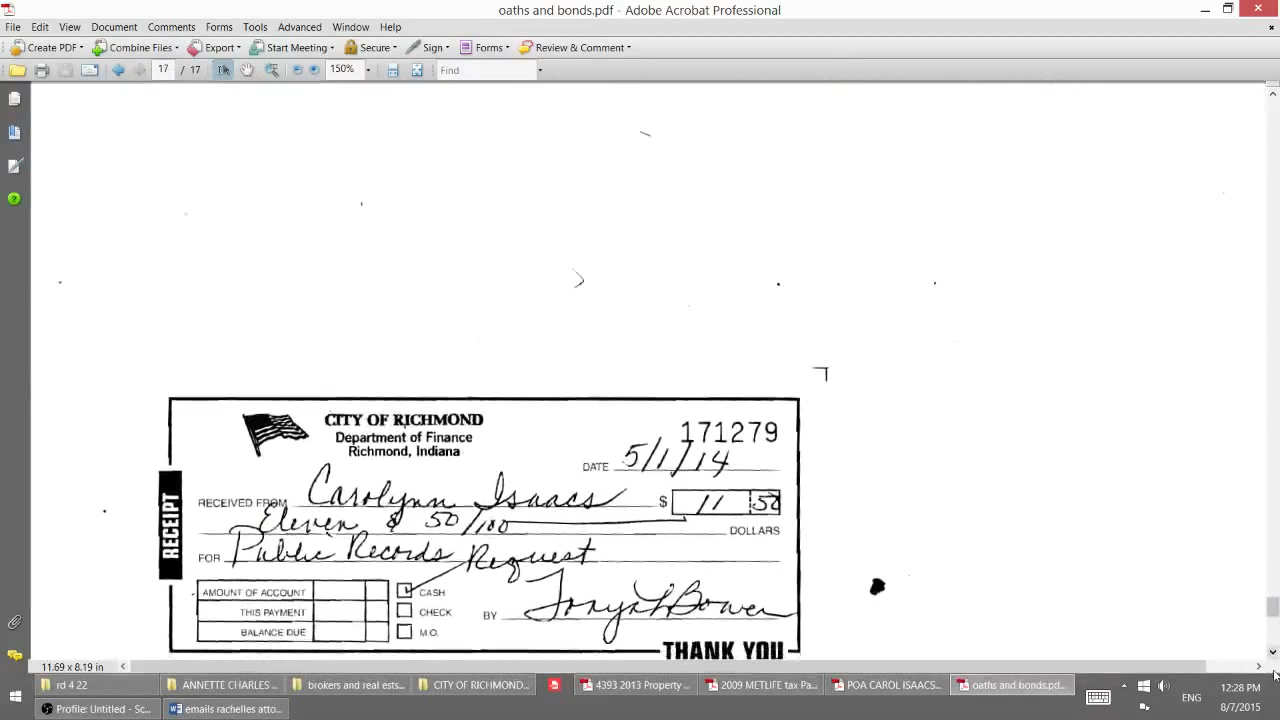 oaths and bonds.pdf - Adobe Acrobat Professional
File Edit View Document Comments Forms Tools Advanced Window Help
Create PDF Combine Files Export Start Meeting Secure Sign Forms Review & Comment
17 / 17 150% Find
CITY OF RICHMOND
Department of Finance
Richmond, Indiana
171279
DATE 5/1/14
RECEIPT
RECEIVED FROM Carolynn Isaacs $ 11 50
Eleven & 50/100 DOLLARS
FOR Public Records Request
AMOUNT OF ACCOUNT CASH
THIS PAYMENT CHECK
BALANCE DUE M.O.
BY Tonya L Bowen
THANK YOU
11.69 x 8.19 in
rd 4 22 ANNETTE CHARLES ... brokers and real ests... CITY OF RICHMOND... 4393 2013 Property ... 2009 METLIFE tax Pa... POA CAROL ISAACS... oaths and bonds.pd...
ENG 12:28 PM
Profile: Untitled - Sc... emails rachelles atto... 8/7/2015